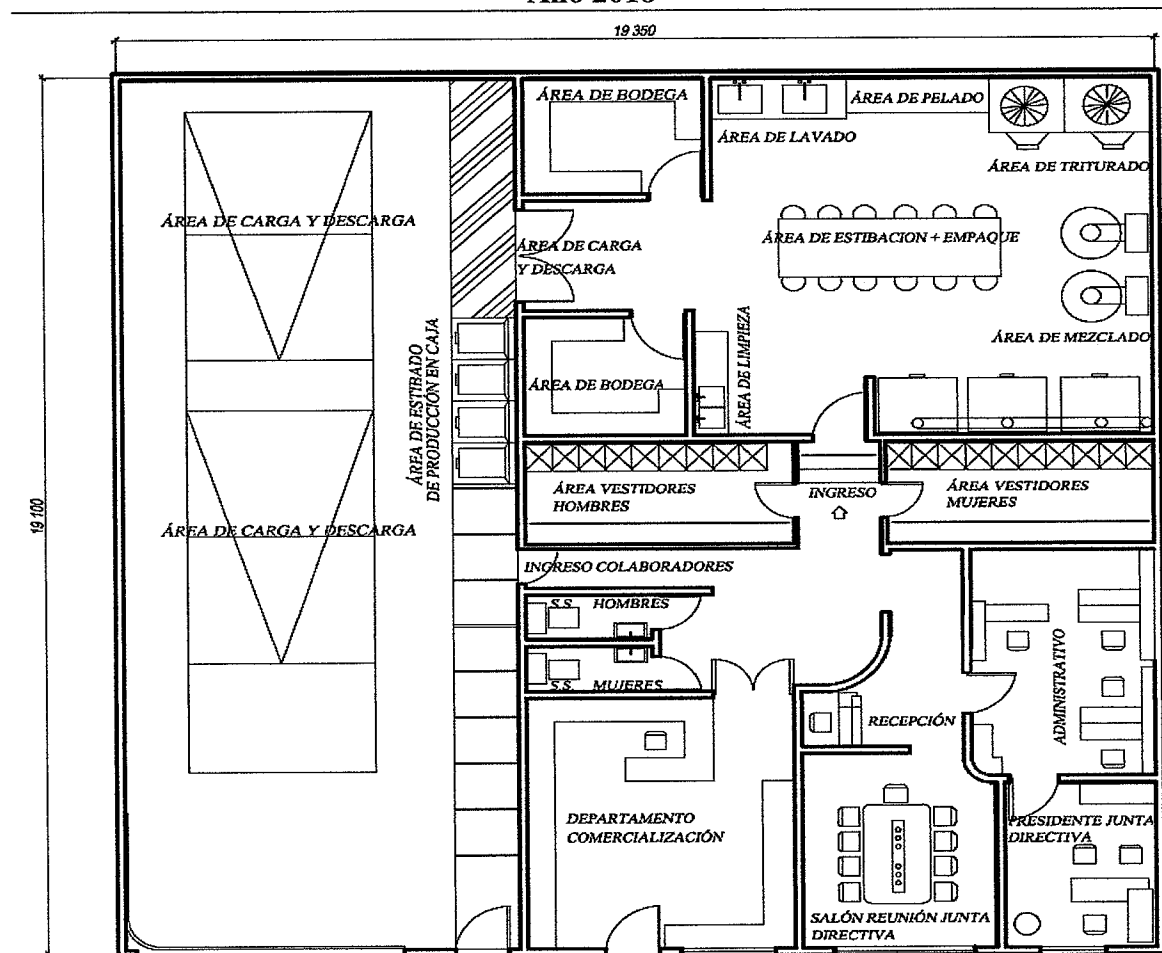 19 350
19 100
ÁREA DE CARGA Y DESCARGA
ÁREA DE CARGA Y DESCARGA
ÁREA DE ESTIBADO
DE PRODUCCIÓN EN CAJA
ÁREA DE BODEGA
ÁREA DE CARGA
Y DESCARGA
ÁREA DE BODEGA
ÁREA DE LAVADO
ÁREA DE PELADO
ÁREA DE TRITURADO
ÁREA DE ESTIBACION + EMPAQUE
ÁREA DE MEZCLADO
ÁREA DE LIMPIEZA
ÁREA VESTIDORES
HOMBRES
INGRESO
ÁREA VESTIDORES
MUJERES
INGRESO COLABORADORES
S.S. HOMBRES
S.S. MUJERES
RECEPCIÓN
ADMINISTRATIVO
DEPARTAMENTO
COMERCIALIZACIÓN
SALÓN REUNIÓN JUNTA
DIRECTIVA
PRESIDENTE JUNTA
DIRECTIVA